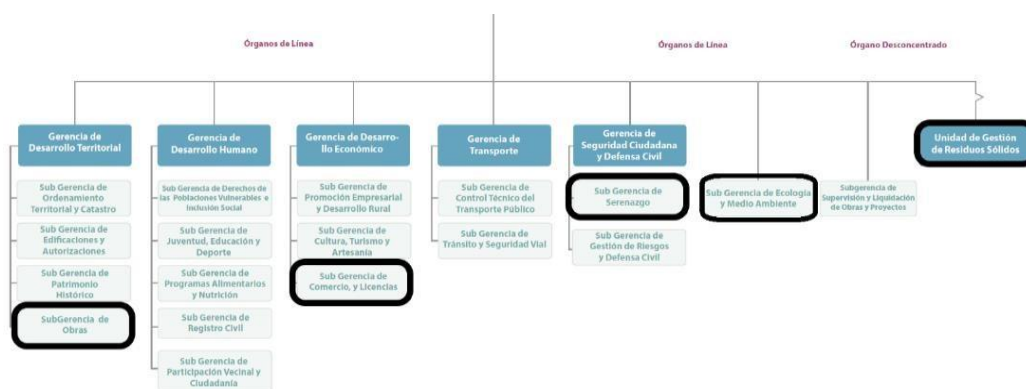 Órganos de Línea
Órganos de Línea
Órgano Desconcentrado
Gerencia de
Desarrollo Territorial
Sub Gerencia de
Ordenamiento
Territorial y Catastro
Sub Gerencia de
Edificaciones y
Autorizaciones
Sub Gerencia de
Patrimonio
Histórico
SubGerencia de
Obras
Gerencia de
Desarrollo Humano
Sub Gerencia de Derechos de
las Poblaciones Vulnerables e
Inclusión Social
Sub Gerencia de
Juventud, Educación y
Deporte
Sub Gerencia de
Programas Alimentarios
y Nutrición
Sub Gerencia de
Registro Civil
Sub Gerencia de
Participación Vecinal y
Ciudadanía
Gerencia de Desarro-
llo Económico
Sub Gerencia de
Promoción Empresarial
y Desarrollo Rural
Sub Gerencia de
Cultura, Turismo y
Artesanía
Sub Gerencia de
Comercio, y Licencias
Gerencia de
Transporte
Sub Gerencia de
Control Técnico del
Transporte Público
Sub Gerencia de
Tránsito y Seguridad Vial
Gerencia de
Seguridad Ciudadana
y Defensa Civil
Sub Gerencia de
Serenazgo
Sub Gerencia de
Gestión de Riesgos
y Defensa Civil
Sub Gerencia de Ecología
y Medio Ambiente
Subgerencia de
Supervisión y Liquidación
de Obras y Proyectos
Unidad de Gestión
de Residuos Sólidos